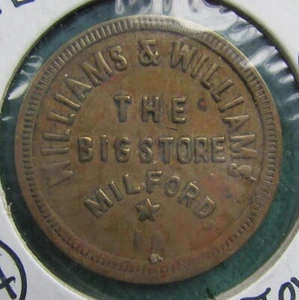 WILLIAMS & WILLIAMS
THE
BIG STORE
MILFORD
IA